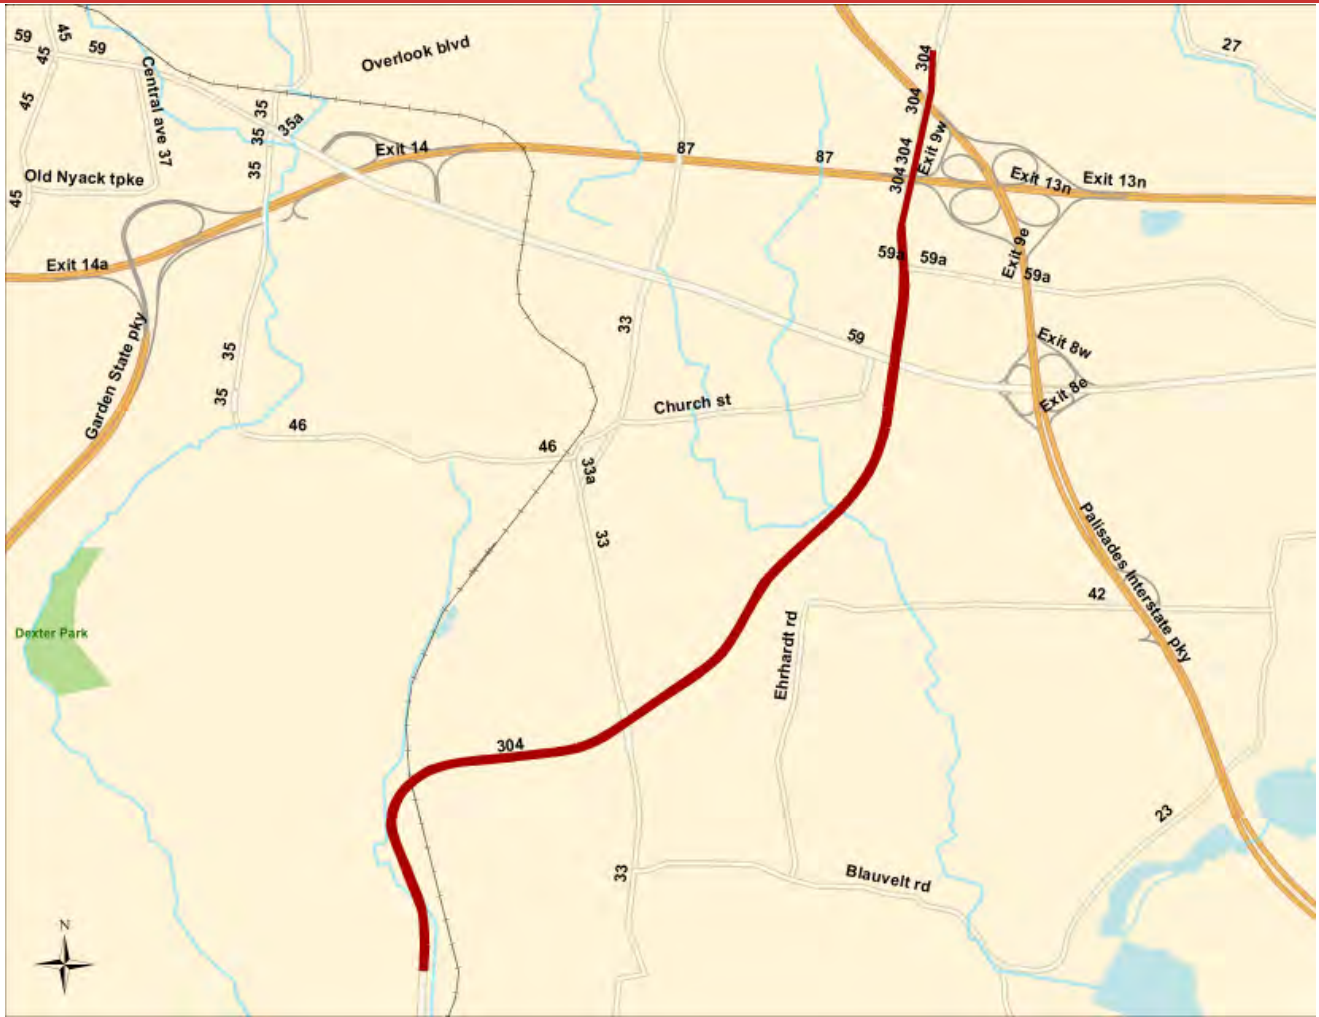 45
59
45
59
Overlook blvd
27
304
45
Central ave 37
35
35a
304
35
Exit 14
87
87
304
304
Exit 9w
35
Old Nyack tpke
Exit 13n
Exit 13n
45
Exit 14a
59a
59a
Exit 9e
59a
Garden State pky
33
59
Exit 8w
35
35
Exit 8e
Church st
46
46
33a
33
Palisades Interstate pky
42
Dexter Park
Ehrhardt rd
304
23
33
Blauvelt rd
N